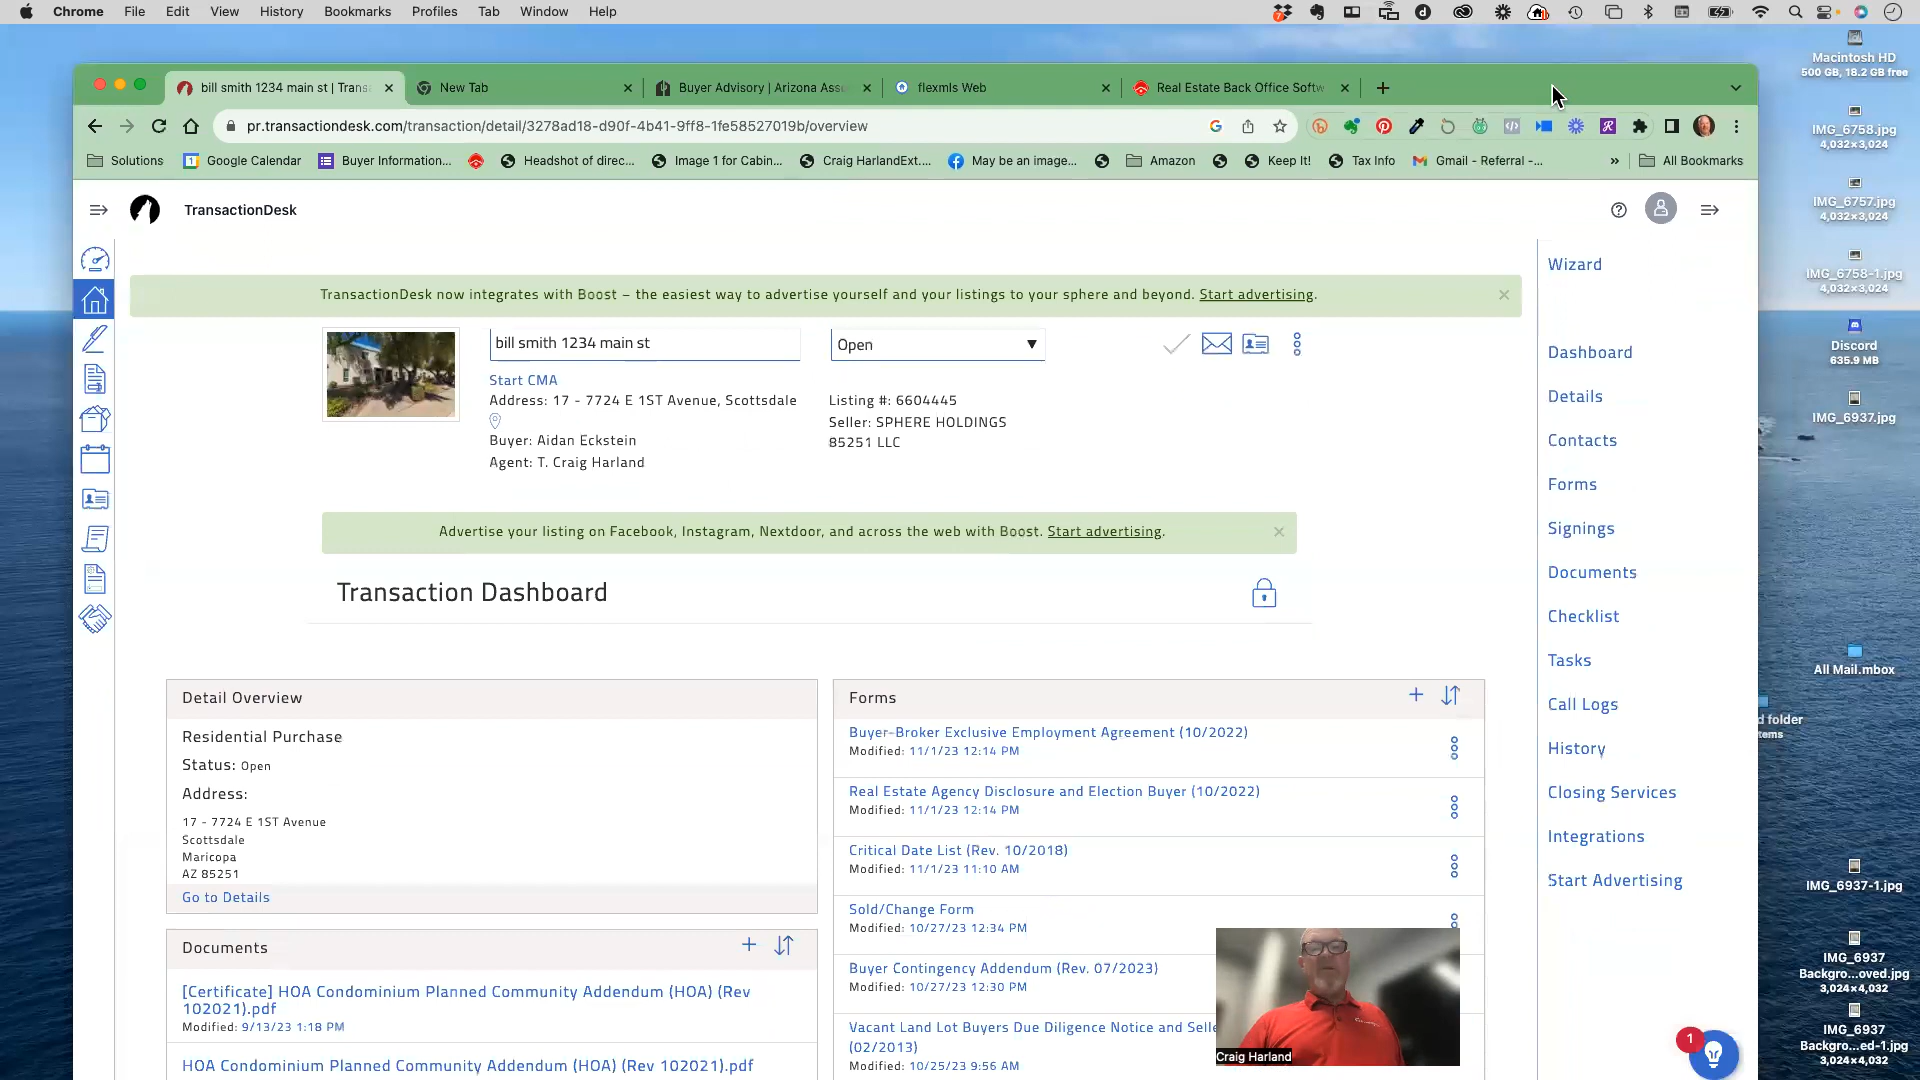 Chrome File Edit View History Bookmarks Profiles Tab Window Help
bill smith 1234 main st | Trans
New Tab
Buyer Advisory | Arizona Asso
flexmls Web
Real Estate Back Office Softw
pr.transactiondesk.com/transaction/detail/3278ad18-d90f-4b41-9ff8-1fe58527019b/overview
Solutions Google Calendar Buyer Information... Headshot of direc... Image 1 for Cabin... Craig HarlandExt.... May be an image... Amazon Keep It! Tax Info Gmail - Referral -... » All Bookmarks
TransactionDesk
TransactionDesk now integrates with Boost – the easiest way to advertise yourself and your listings to your sphere and beyond. Start advertising.
bill smith 1234 main st
Open
Start CMA
Address: 17 - 7724 E 1ST Avenue, Scottsdale
Buyer: Aidan Eckstein
Agent: T. Craig Harland
Listing #: 6604445
Seller: SPHERE HOLDINGS
85251 LLC
Advertise your listing on Facebook, Instagram, Nextdoor, and across the web with Boost. Start advertising.
Transaction Dashboard
Detail Overview
Residential Purchase
Status: Open
Address:
17 - 7724 E 1ST Avenue
Scottsdale
Maricopa
AZ 85251
Go to Details
Documents
[Certificate] HOA Condominium Planned Community Addendum (HOA) (Rev
102021).pdf
Modified: 9/13/23 1:18 PM
HOA Condominium Planned Community Addendum (HOA) (Rev 102021).pdf
Forms
Buyer-Broker Exclusive Employment Agreement (10/2022)
Modified: 11/1/23 12:14 PM
Real Estate Agency Disclosure and Election Buyer (10/2022)
Modified: 11/1/23 12:14 PM
Critical Date List (Rev. 10/2018)
Modified: 11/1/23 11:10 AM
Sold/Change Form
Modified: 10/27/23 12:34 PM
Buyer Contingency Addendum (Rev. 07/2023)
Modified: 10/27/23 12:30 PM
Vacant Land Lot Buyers Due Diligence Notice and Selle
(02/2013)
Modified: 10/25/23 9:56 AM
Craig Harland
Wizard
Dashboard
Details
Contacts
Forms
Signings
Documents
Checklist
Tasks
Call Logs
History
Closing Services
Integrations
Start Advertising
1
Macintosh HD
500 GB, 18.2 GB free
IMG_6758.jpg
4,032×3,024
IMG_6757.jpg
4,032×3,024
IMG_6758-1.jpg
4,032×3,024
Discord
635.9 MB
IMG_6937.jpg
All Mail.mbox
d folder
tems
IMG_6937-1.jpg
IMG_6937
Backgro...oved.jpg
3,024×4,032
IMG_6937
Backgro...ed-1.jpg
3,024×4,032